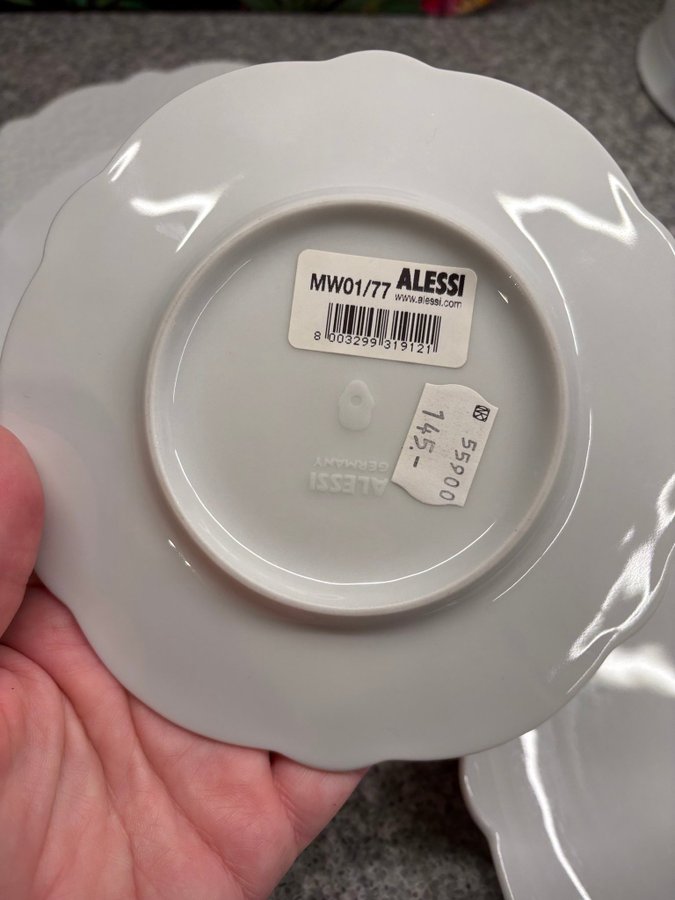 MW01/77 ALESSI
www.alessi.com
8 003299 319121
55900
145.-
ALESSI
GERMANY